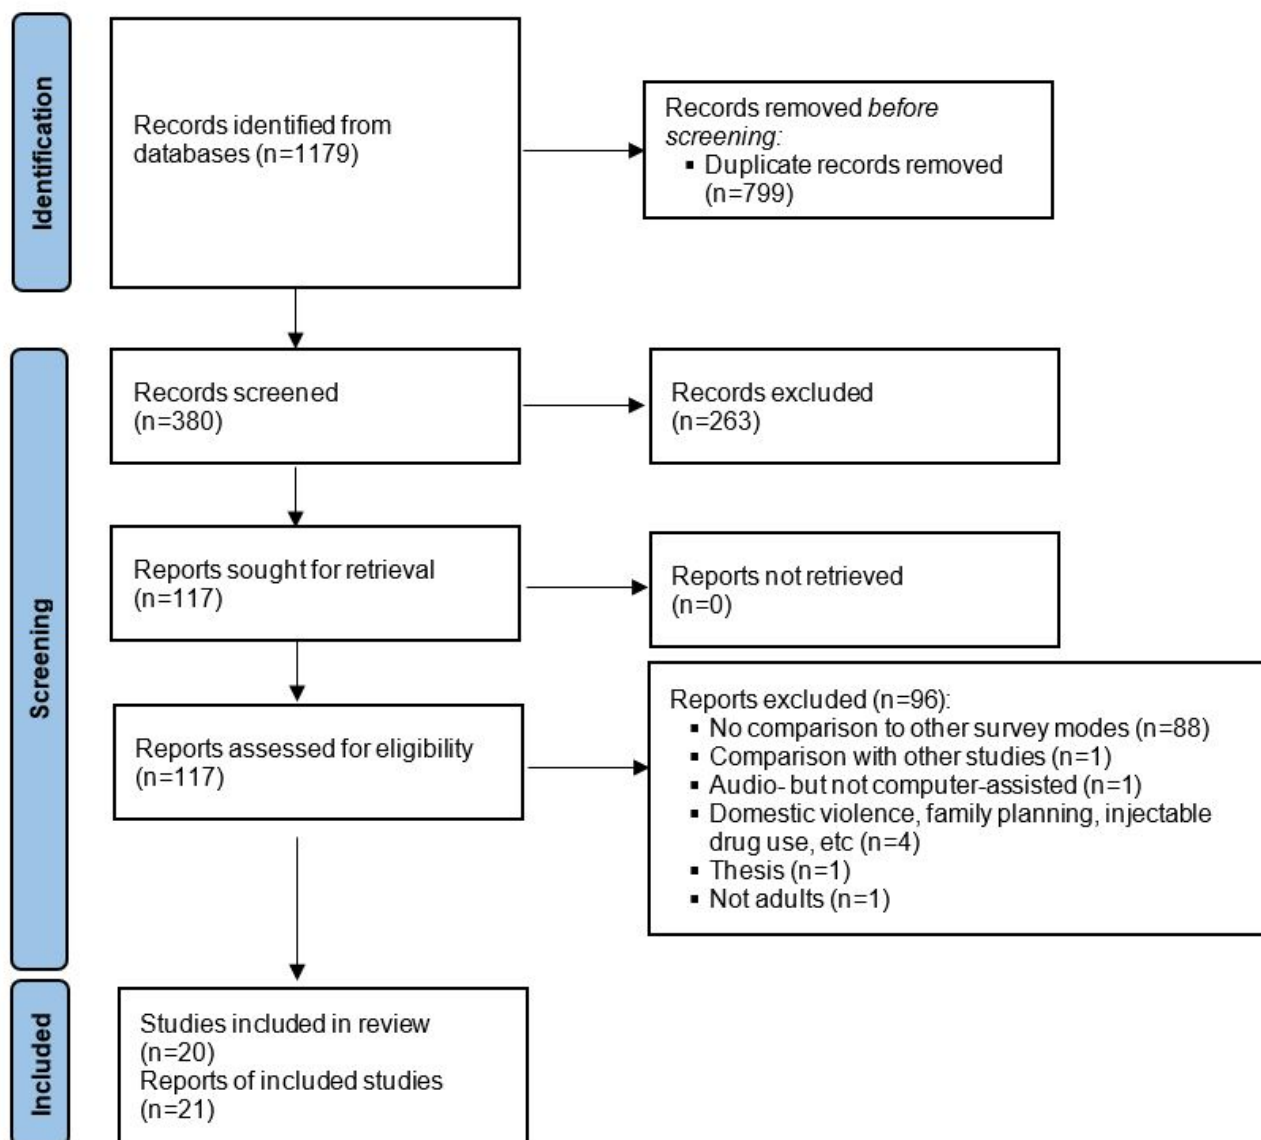 Identification
Records identified from
databases (n=1179)
Records removed before
screening:
▪ Duplicate records removed
(n=799)
Screening
Records screened
(n=380)
Records excluded
(n=263)
Reports sought for retrieval
(n=117)
Reports not retrieved
(n=0)
Reports assessed for eligibility
(n=117)
Reports excluded (n=96):
▪ No comparison to other survey modes (n=88)
▪ Comparison with other studies (n=1)
▪ Audio- but not computer-assisted (n=1)
▪ Domestic violence, family planning, injectable
drug use, etc (n=4)
▪ Thesis (n=1)
▪ Not adults (n=1)
Included
Studies included in review
(n=20)
Reports of included studies
(n=21)